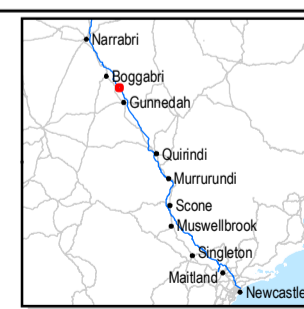 Narrabri
Boggabri
Gunnedah
Quirindi
Murrurundi
Scone
Muswellbrook
Singleton
Maitland
Newcastle